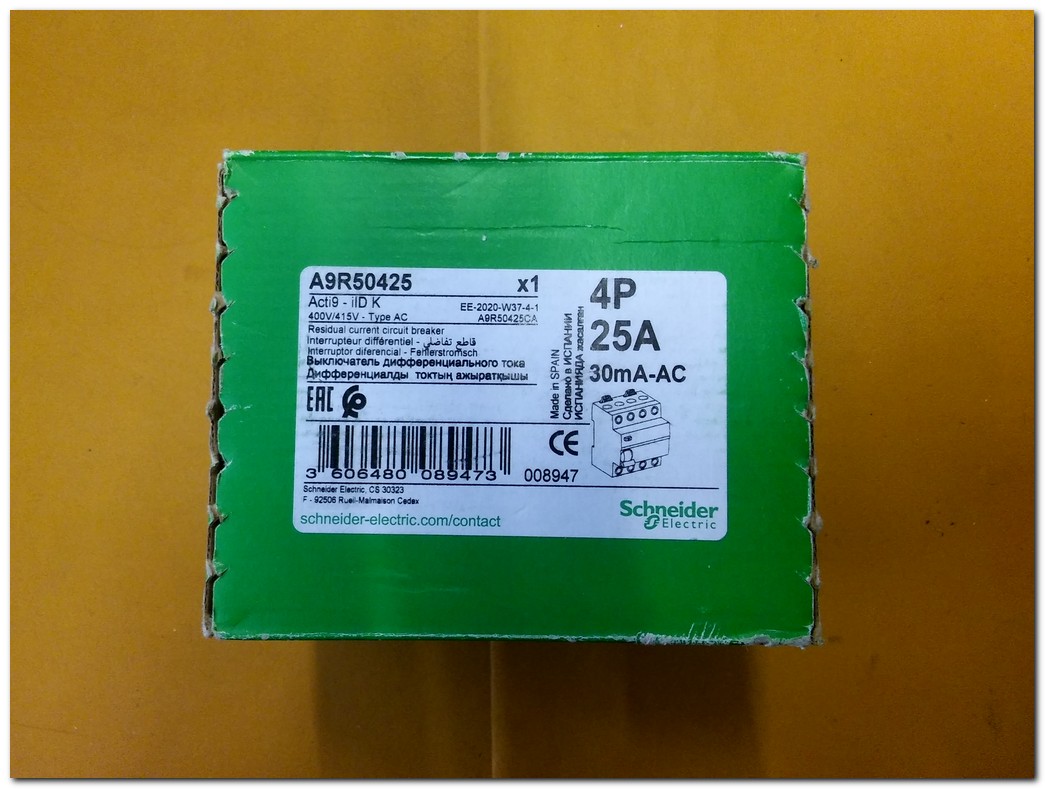 A9R50425 x1
Acti9 - iID K EE-2020-W37-4-1
400V/415V - Type AC A9R50425CA
Residual current circuit breaker
Interrupteur différentiel - قاطع تفاضلي
Interruptor diferencial - Fehlerstromsch
Выключатель дифференциального тока
Дифференциалды токтың ажыратқышы
EAC
Made in SPAIN
Сделано в ИСПАНИИ
ИСПАНИЯДА жасалған
4P
25A
30mA-AC
CE
3 606480 089473 008947
Schneider Electric, CS 30323
F - 92506 Rueil-Malmaison Cedex
schneider-electric.com/contact
Schneider
Electric